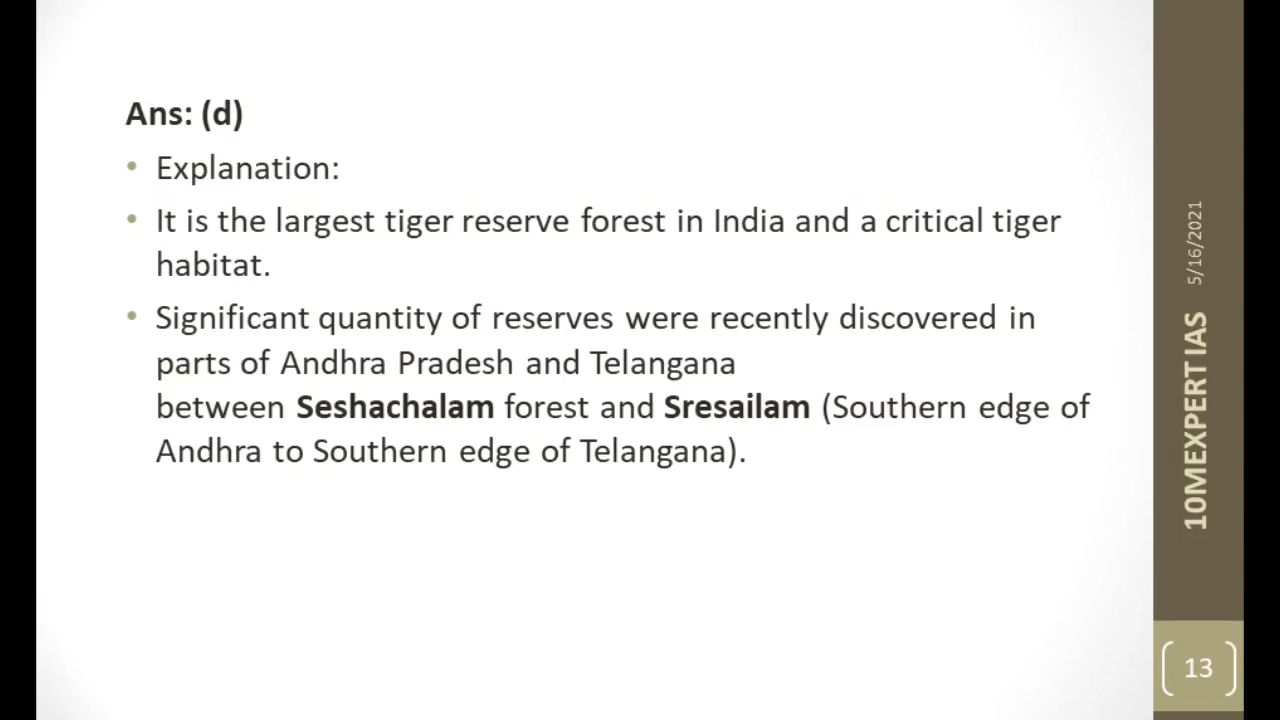 Ans: (d)
• Explanation:
• It is the largest tiger reserve forest in India and a critical tiger
habitat.
• Significant quantity of reserves were recently discovered in
parts of Andhra Pradesh and Telangana
between Seshachalam forest and Sresailam (Southern edge of
Andhra to Southern edge of Telangana).
5/16/2021
10MEXPERT IAS
13